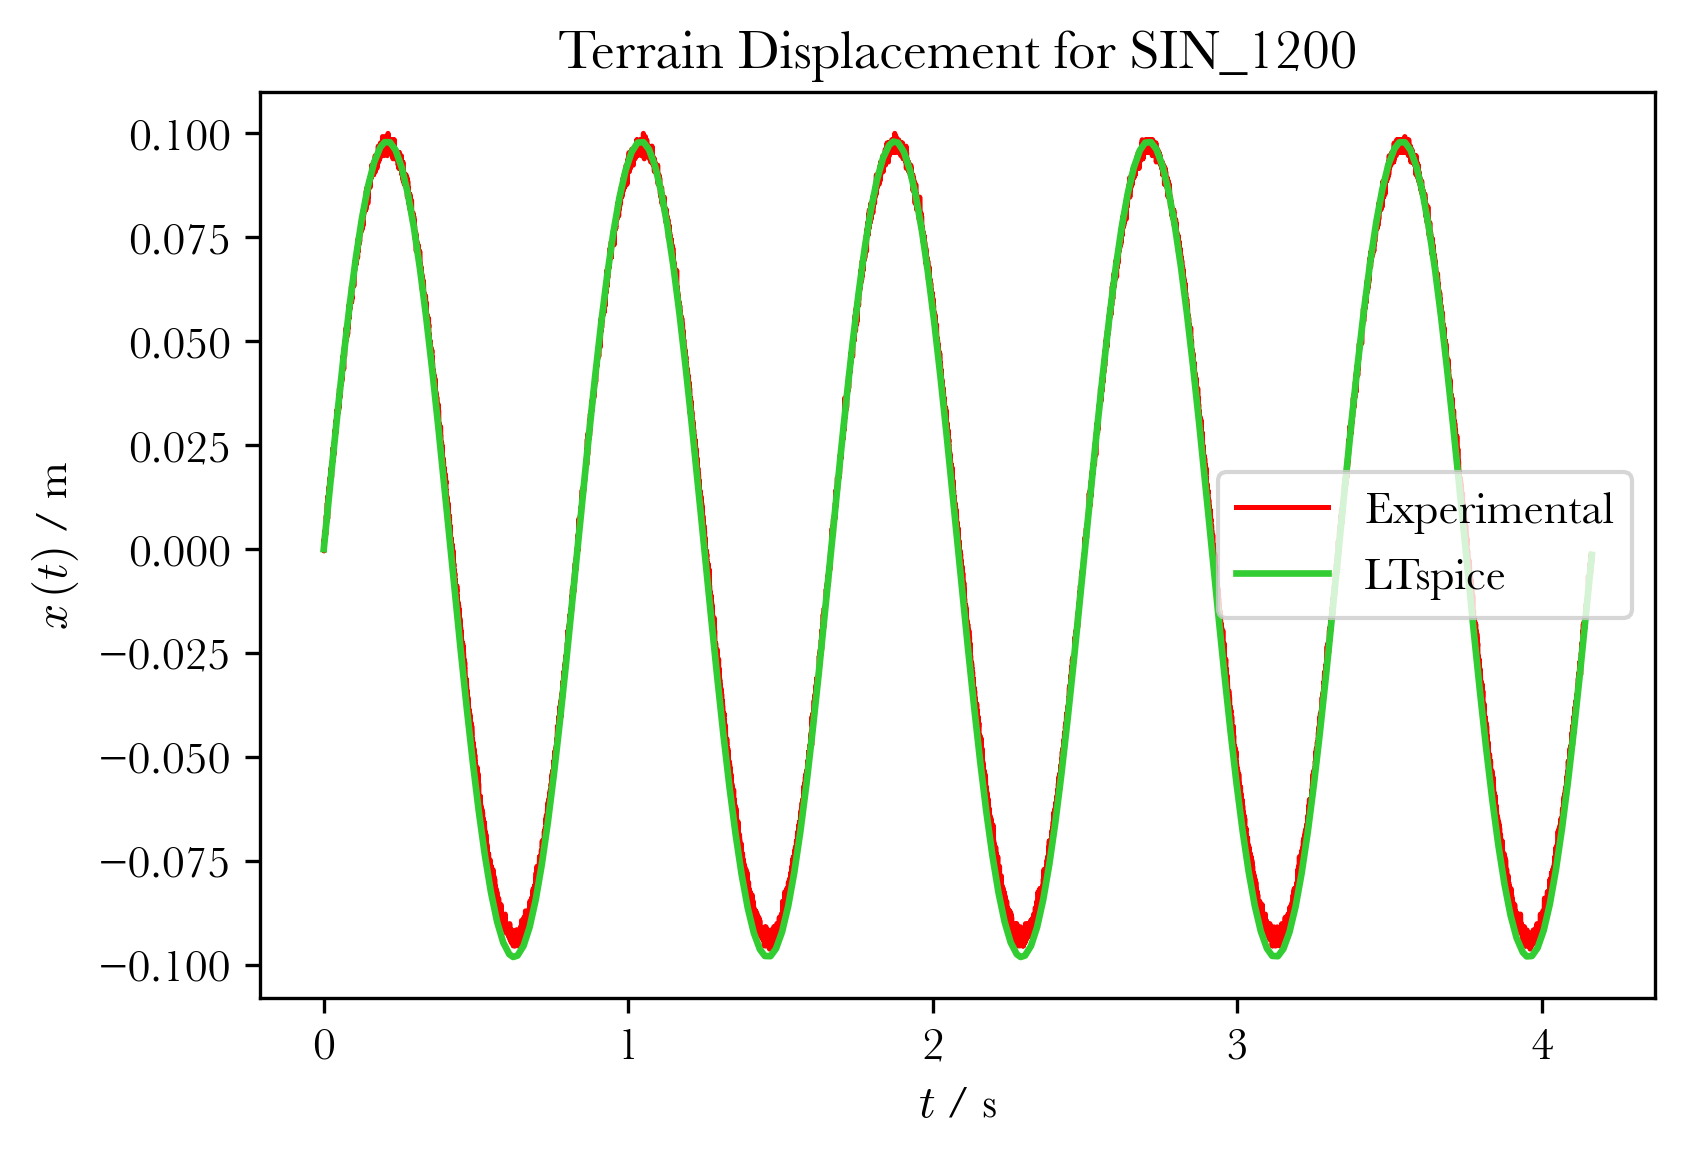 Terrain Displacement for SIN_1200
0.100
0.075
0.050
0.025
0.000
−0.025
−0.050
−0.075
−0.100
x(t) / m
Experimental
LTspice
0 1 2 3 4
t / s